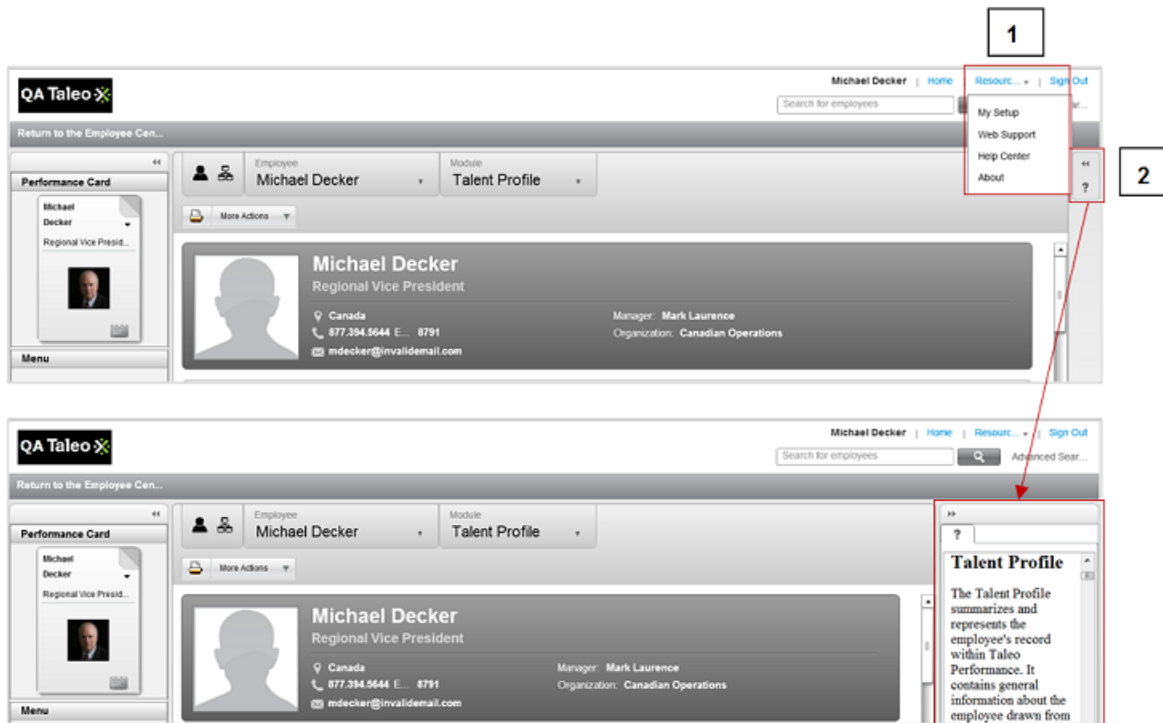 1
Michael Decker | Home | Resourc... | Sign Out
QA Taleo
Search for employees
My Setup
Web Support
Help Center
About
Return to the Employee Cen...
2
Performance Card
Employee
Michael Decker
Module
Talent Profile
?
Michael
Decker
Regional Vice Presid...
More Actions
Michael Decker
Regional Vice President
Canada
Manager: Mark Laurence
877.394.5644 E... 8791
Organization: Canadian Operations
mdecker@invalidemail.com
Menu
Michael Decker | Home | Resourc... | Sign Out
QA Taleo
Search for employees
Advanced Sear...
Return to the Employee Cen...
Performance Card
Employee
Michael Decker
Module
Talent Profile
?
Michael
Decker
Regional Vice Presid...
More Actions
Michael Decker
Regional Vice President
Canada
Manager: Mark Laurence
877.394.5644 E... 8791
Organization: Canadian Operations
mdecker@invalidemail.com
Menu
Talent Profile
The Talent Profile
summarizes and
represents the
employee's record
within Taleo
Performance. It
contains general
information about the
employee drawn from